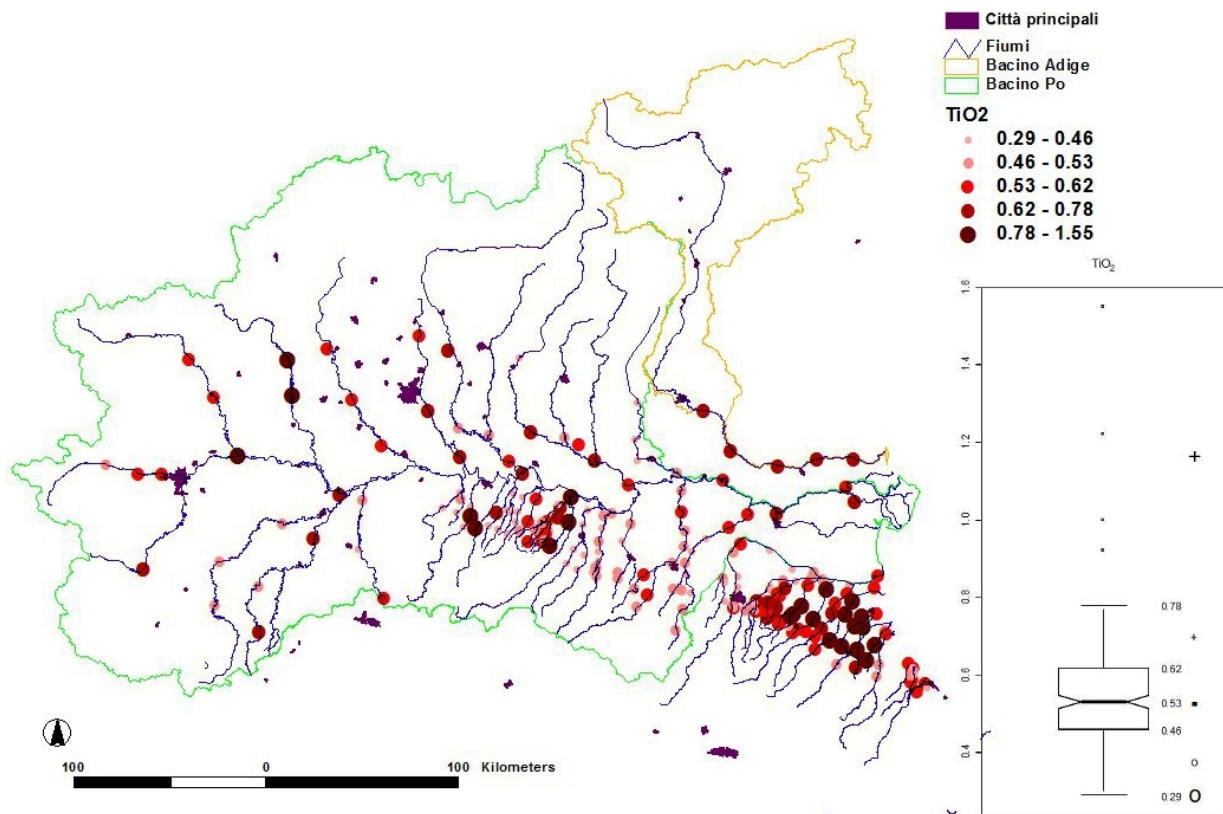 Città principali
Fiumi
Bacino Adige
Bacino Po
TiO2
0.29 - 0.46
0.46 - 0.53
0.53 - 0.62
0.62 - 0.78
0.78 - 1.55
TiO2
1.6
1.4
1.2
1.0
0.8
0.6
0.4
0.78
0.62
0.53
0.46
0.29
100 0 100 Kilometers